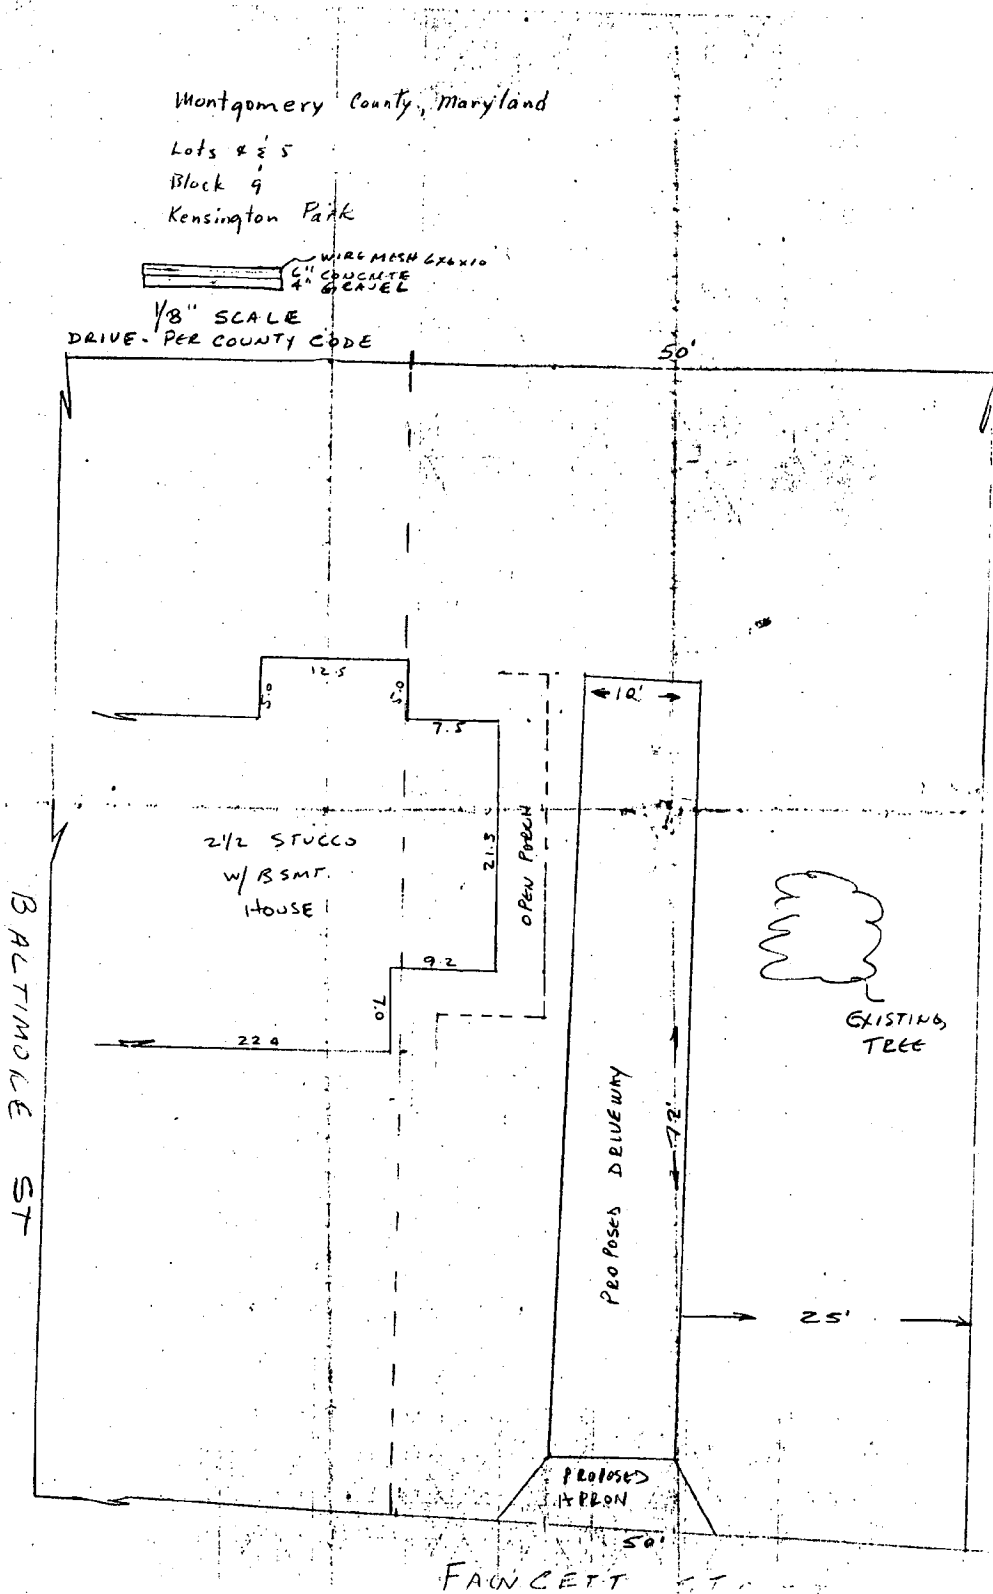 Montgomery County, Maryland
Lots 4 & 5
Block 9
Kensington Park
WIRE MESH 6x6x10
6" CONCRETE
4" GRAVEL
1/8" SCALE
DRIVE - PER COUNTY CODE
50'
12.5
5.0
5.0
7.5
10'
21.5
OPEN PORCH
2 1/2 STUCCO
W/ BSMT.
HOUSE
9.2
7.0
22.4
EXISTING
TREE
BALTIMORE ST
PROPOSED DRIVEWAY
72'
25'
PROPOSED
APRON
50'
FAWCETT ST.